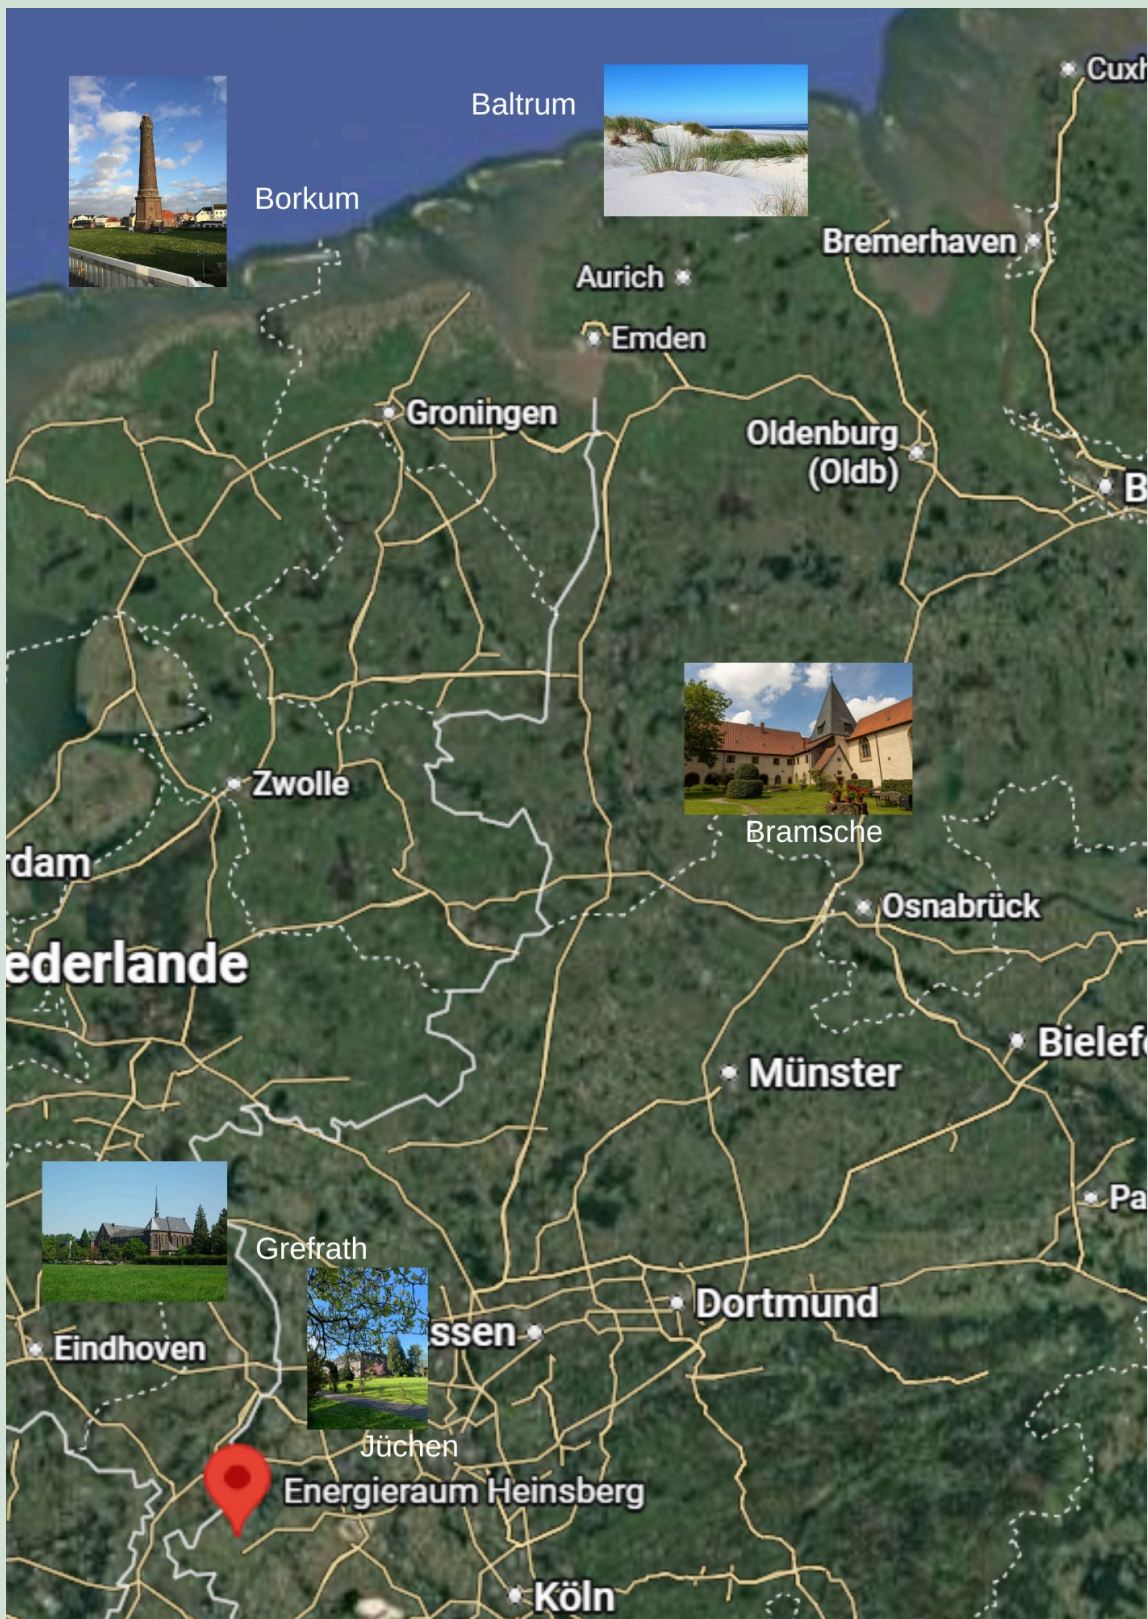 Cuxh
Baltrum
Borkum
Bremerhaven
Aurich
Emden
Groningen
Oldenburg
(Oldb)
B
Zwolle
Bramsche
rdam
Osnabrück
ederlande
Bielefe
Münster
Pa
Grefrath
Dortmund
ssen
Eindhoven
Jüchen
Energieraum Heinsberg
Köln